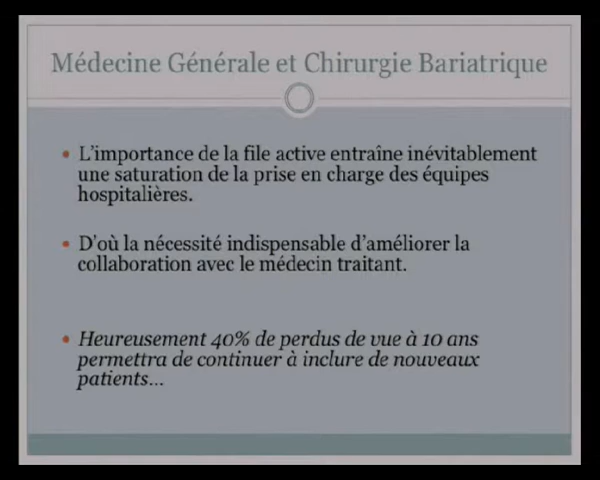 Médecine Générale et Chirurgie Bariatrique
• L'importance de la file active entraîne inévitablement
une saturation de la prise en charge des équipes
hospitalières.
• D'où la nécessité indispensable d'améliorer la
collaboration avec le médecin traitant.
• Heureusement 40% de perdus de vue à 10 ans
permettra de continuer à inclure de nouveaux
patients...